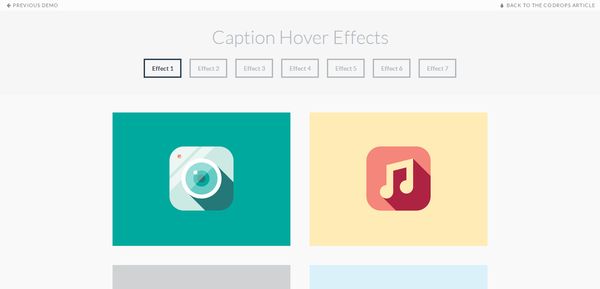 PREVIOUS DEMO
BACK TO THE CODROPS ARTICLE
Caption Hover Effects
Effect 1 Effect 2 Effect 3 Effect 4 Effect 5 Effect 6 Effect 7